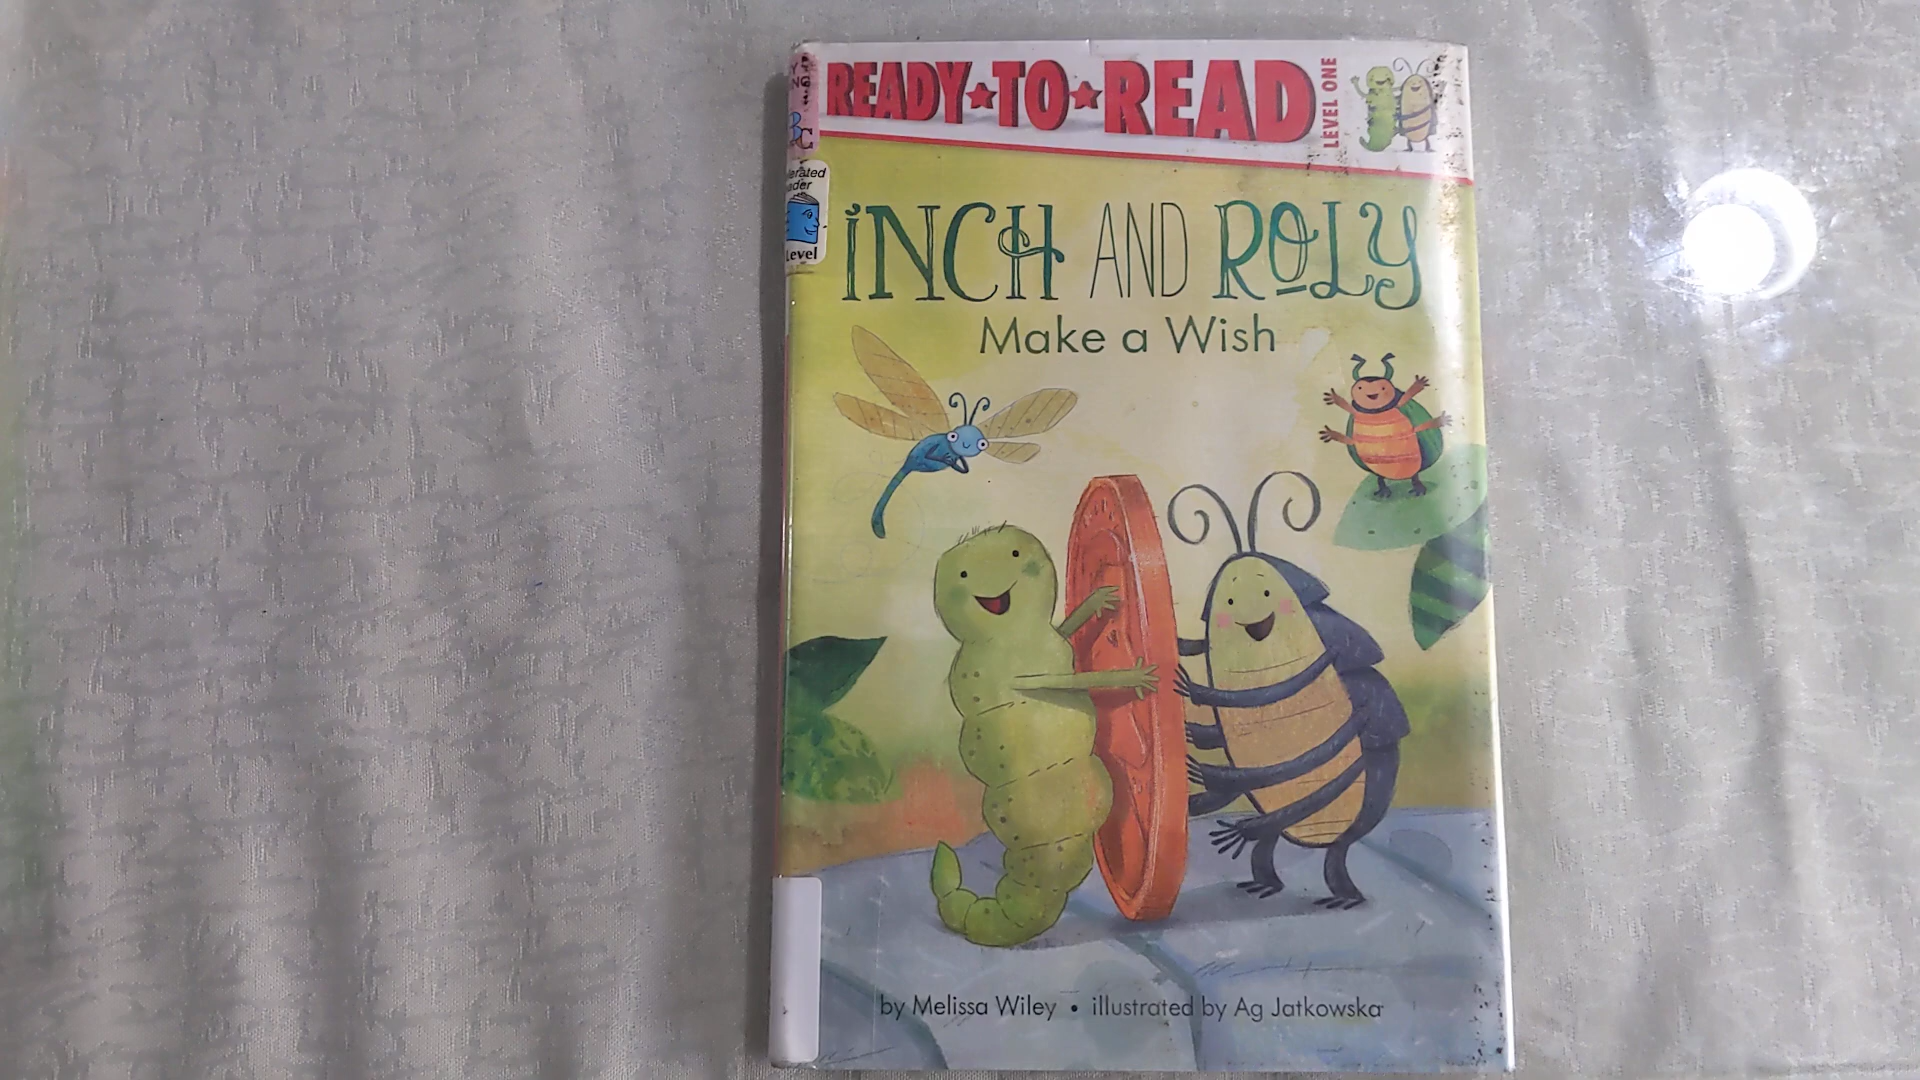 READY★TO★READ
LEVEL ONE
INCH AND ROLY
Make a Wish
Level
by Melissa Wiley • illustrated by Ag Jatkowska